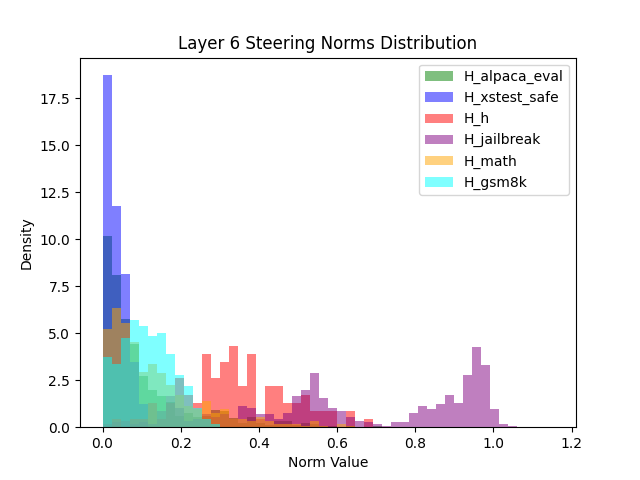 Layer 6 Steering Norms Distribution
H_alpaca_eval
H_xstest_safe
H_h
H_jailbreak
H_math
H_gsm8k
17.5
15.0
12.5
10.0
7.5
5.0
2.5
0.0
Density
0.0 0.2 0.4 0.6 0.8 1.0 1.2
Norm Value